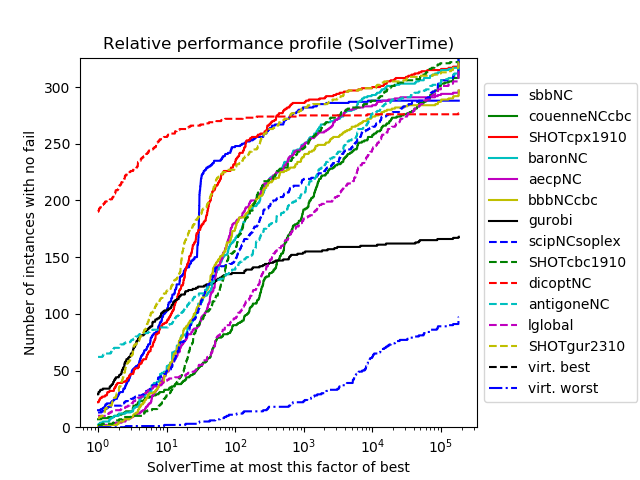 Relative performance profile (SolverTime)
Number of instances with no fail
300
250
200
150
100
50
0
10^0
10^1
10^2
10^3
10^4
10^5
SolverTime at most this factor of best
sbbNC
couenneNCcbc
SHOTcpx1910
baronNC
aecpNC
bbbNCcbc
gurobi
scipNCsoplex
SHOTcbc1910
dicoptNC
antigoneNC
lglobal
SHOTgur2310
virt. best
virt. worst